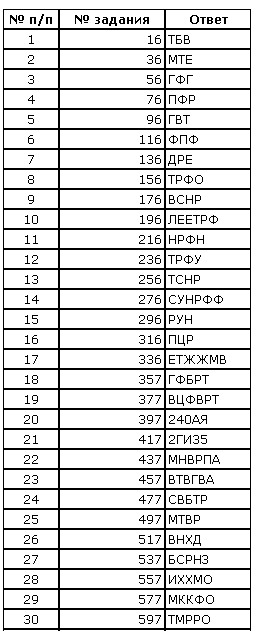 № п/п № задания Ответ
1 16 ТБВ
2 36 МТЕ
3 56 ГФГ
4 76 ПФР
5 96 ГВТ
6 116 ФПФ
7 136 ДРЕ
8 156 ТРФО
9 176 ВСНР
10 196 ЛЕЕТРФ
11 216 НРФН
12 236 ТРФУ
13 256 ТСНР
14 276 СУНРФФ
15 296 РУН
16 316 ПЦР
17 336 ЕТЖЖМВ
18 357 ГФБРТ
19 377 ВЦФВРТ
20 397 240АЯ
21 417 2ГИ35
22 437 МНВРПА
23 457 ВТВГВА
24 477 СВБТР
25 497 МТВР
26 517 ВНХД
27 537 БСРНЗ
28 557 ИХХМО
29 577 МККФО
30 597 ТМРРО